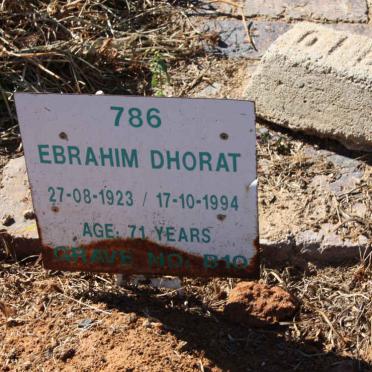 786
EBRAHIM DHORAT
27-08-1923 / 17-10-1994
AGE: 71 YEARS
GRAVE NO. B10